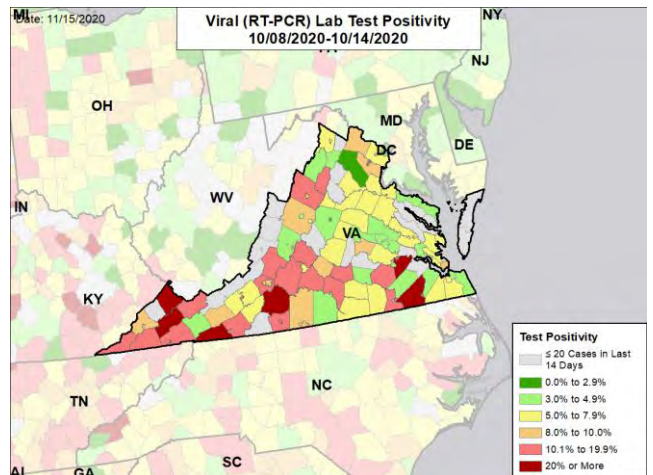 Date: 11/15/2020
Viral (RT-PCR) Lab Test Positivity
10/08/2020-10/14/2020
MI
NY
PA
NJ
OH
MD
DC
DE
IN
WV
VA
KY
TN
NC
SC
AL
GA
Test Positivity
≤ 20 Cases in Last
14 Days
0.0% to 2.9%
3.0% to 4.9%
5.0% to 7.9%
8.0% to 10.0%
10.1% to 19.9%
20% or More